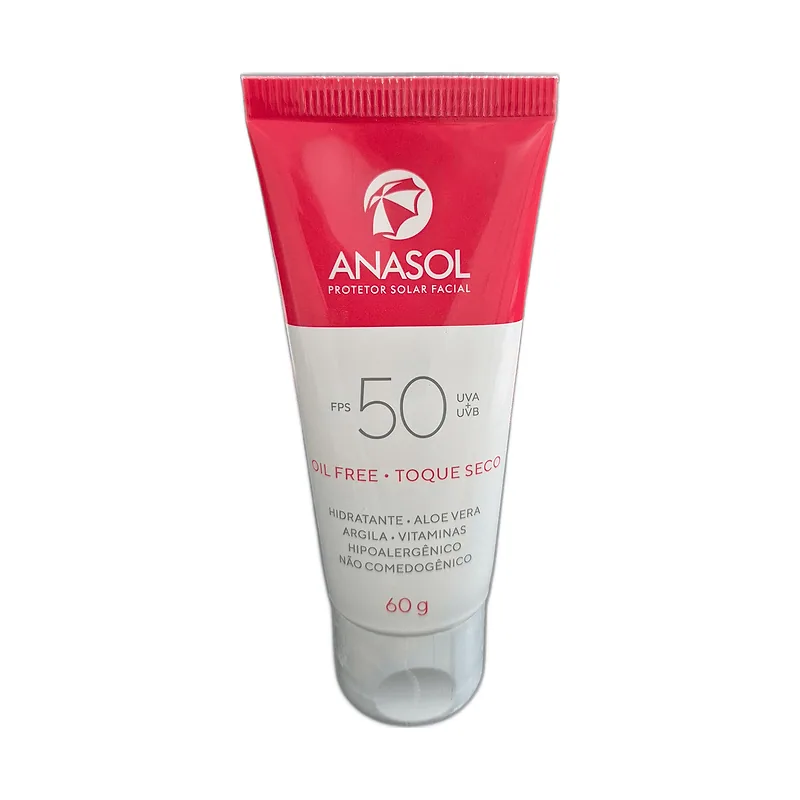 ANASOL
PROTETOR SOLAR FACIAL
FPS 50 UVA + UVB
OIL FREE • TOQUE SECO
HIDRATANTE • ALOE VERA
ARGILA • VITAMINAS
HIPOALERGÊNICO
NÃO COMEDOGÊNICO
60 g